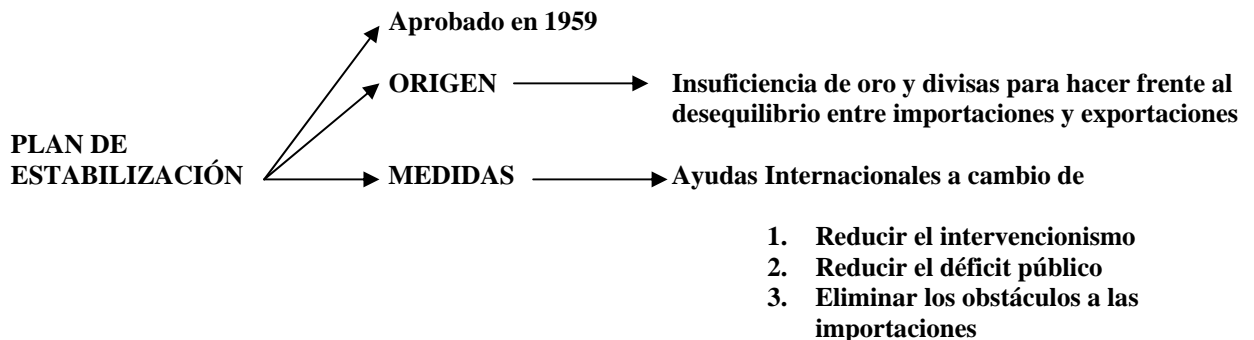 Aprobado en 1959
ORIGEN
Insuficiencia de oro y divisas para hacer frente al
desequilibrio entre importaciones y exportaciones
PLAN DE
ESTABILIZACIÓN
MEDIDAS
Ayudas Internacionales a cambio de
1. Reducir el intervencionismo
2. Reducir el déficit público
3. Eliminar los obstáculos a las
importaciones